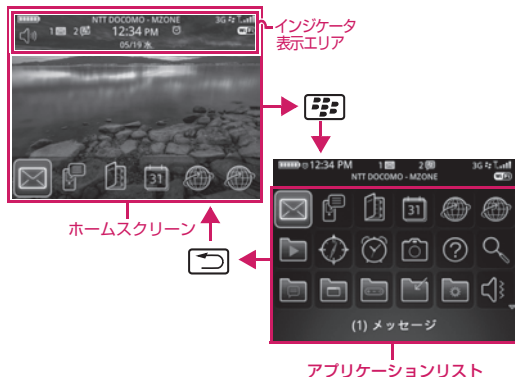 NTT DOCOMO - MZONE
3G
1 2
12:34 PM
05/19 水
インジケータ
表示エリア
31
ホームスクリーン
12:34 PM 1 2 3G
NTT DOCOMO - MZONE
31
(1) メッセージ
アプリケーションリスト